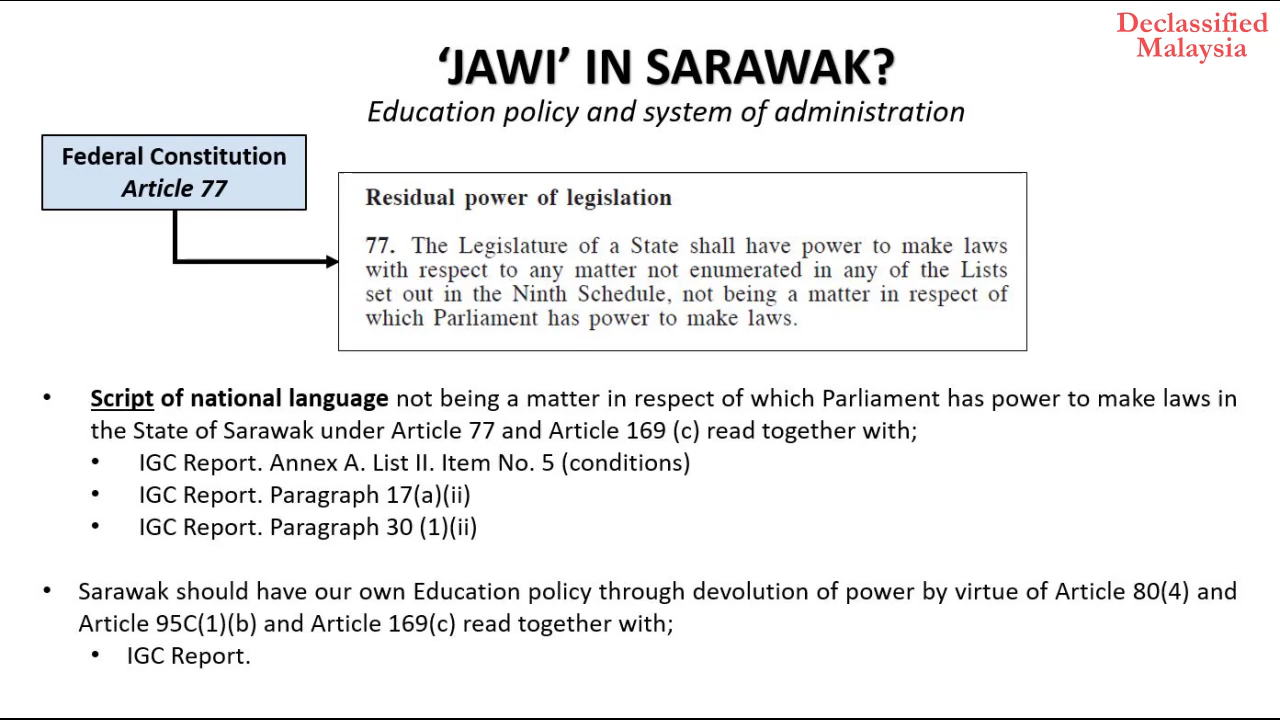 Declassified
Malaysia
‘JAWI’ IN SARAWAK?
Education policy and system of administration
Federal Constitution
Article 77
Residual power of legislation
77. The Legislature of a State shall have power to make laws
with respect to any matter not enumerated in any of the Lists
set out in the Ninth Schedule, not being a matter in respect of
which Parliament has power to make laws.
• Script of national language not being a matter in respect of which Parliament has power to make laws in
the State of Sarawak under Article 77 and Article 169 (c) read together with;
• IGC Report. Annex A. List II. Item No. 5 (conditions)
• IGC Report. Paragraph 17(a)(ii)
• IGC Report. Paragraph 30 (1)(ii)
• Sarawak should have our own Education policy through devolution of power by virtue of Article 80(4) and
Article 95C(1)(b) and Article 169(c) read together with;
• IGC Report.